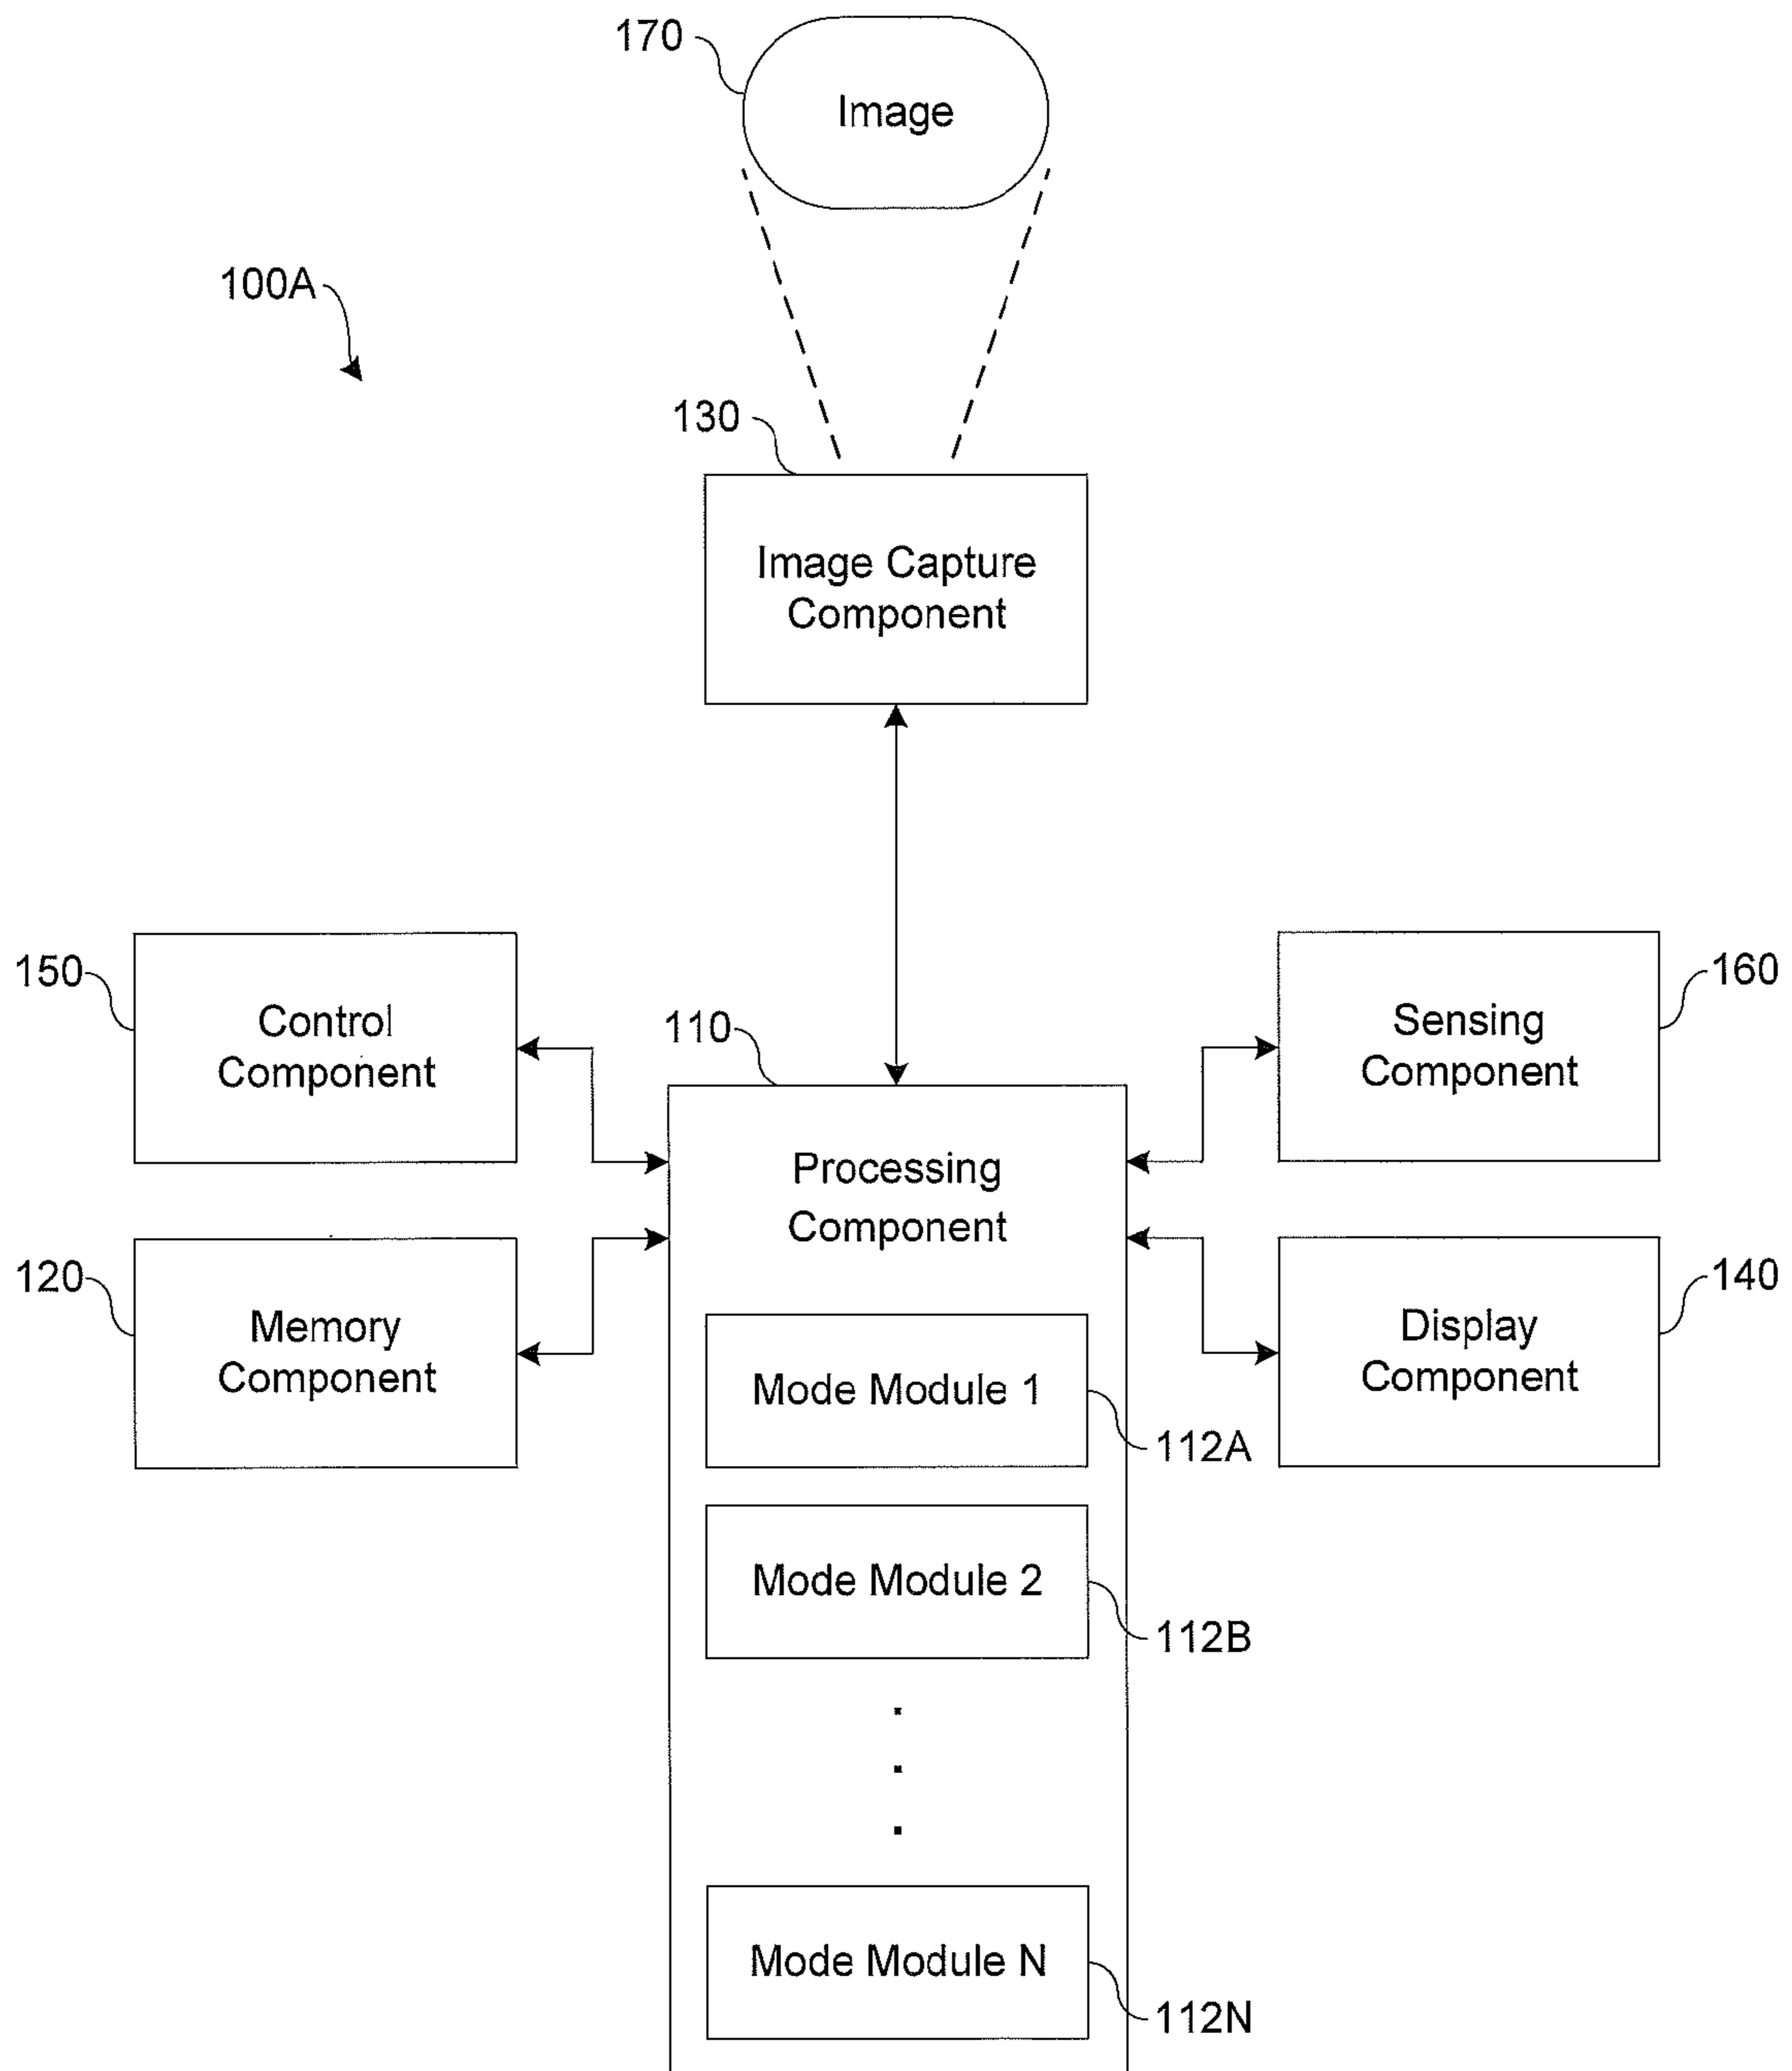 170
Image
100A
130
Image Capture
Component
150
Control
Component
110
160
Sensing
Component
Processing
Component
120
Memory
Component
140
Display
Component
Mode Module 1
112A
Mode Module 2
112B
Mode Module N
112N